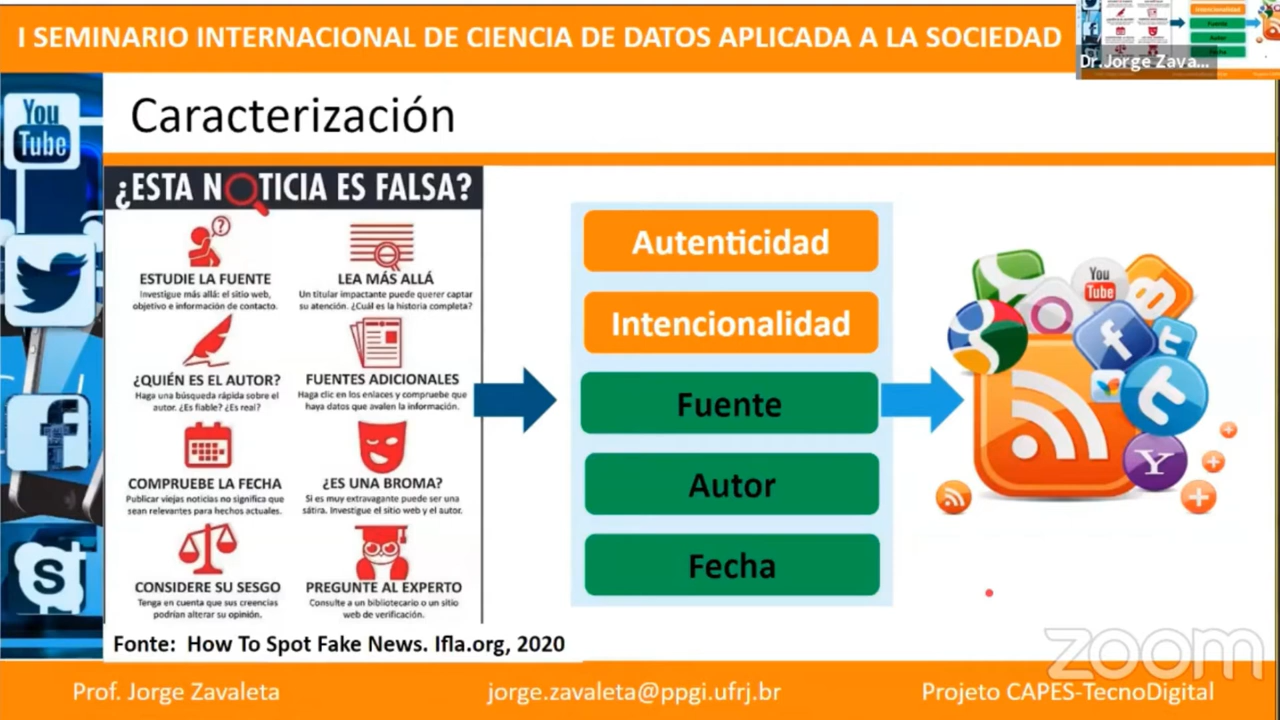 I SEMINARIO INTERNACIONAL DE CIENCIA DE DATOS APLICADA A LA SOCIEDAD
Dr.Jorge Zava...
Caracterización
You
Tube
¿ESTA NOTICIA ES FALSA?
ESTUDIE LA FUENTE
Investigue más allá: el sitio web,
objetivo e información de contacto.
LEA MÁS ALLÁ
Un titular impactante puede querer captar
su atención. ¿Cuál es la historia completa?
¿QUIÉN ES EL AUTOR?
Haga una búsqueda rápida sobre el
autor. ¿Es fiable? ¿Es real?
FUENTES ADICIONALES
Haga clic en los enlaces y compruebe que
haya datos que avalen la información.
COMPRUEBE LA FECHA
Publicar viejas noticias no significa que
sean relevantes para hechos actuales.
¿ES UNA BROMA?
Si es muy extravagante puede ser una
sátira. Investigue el sitio web y el autor.
CONSIDERE SU SESGO
Tenga en cuenta que sus creencias
podrían alterar su opinión.
PREGUNTE AL EXPERTO
Consulte a un bibliotecario o un sitio
web de verificación.
Autenticidad
Intencionalidad
Fuente
Autor
Fecha
You
Tube
Fonte: How To Spot Fake News. Ifla.org, 2020
zoom
Prof. Jorge Zavaleta
jorge.zavaleta@ppgi.ufrj.br
Projeto CAPES-TecnoDigital